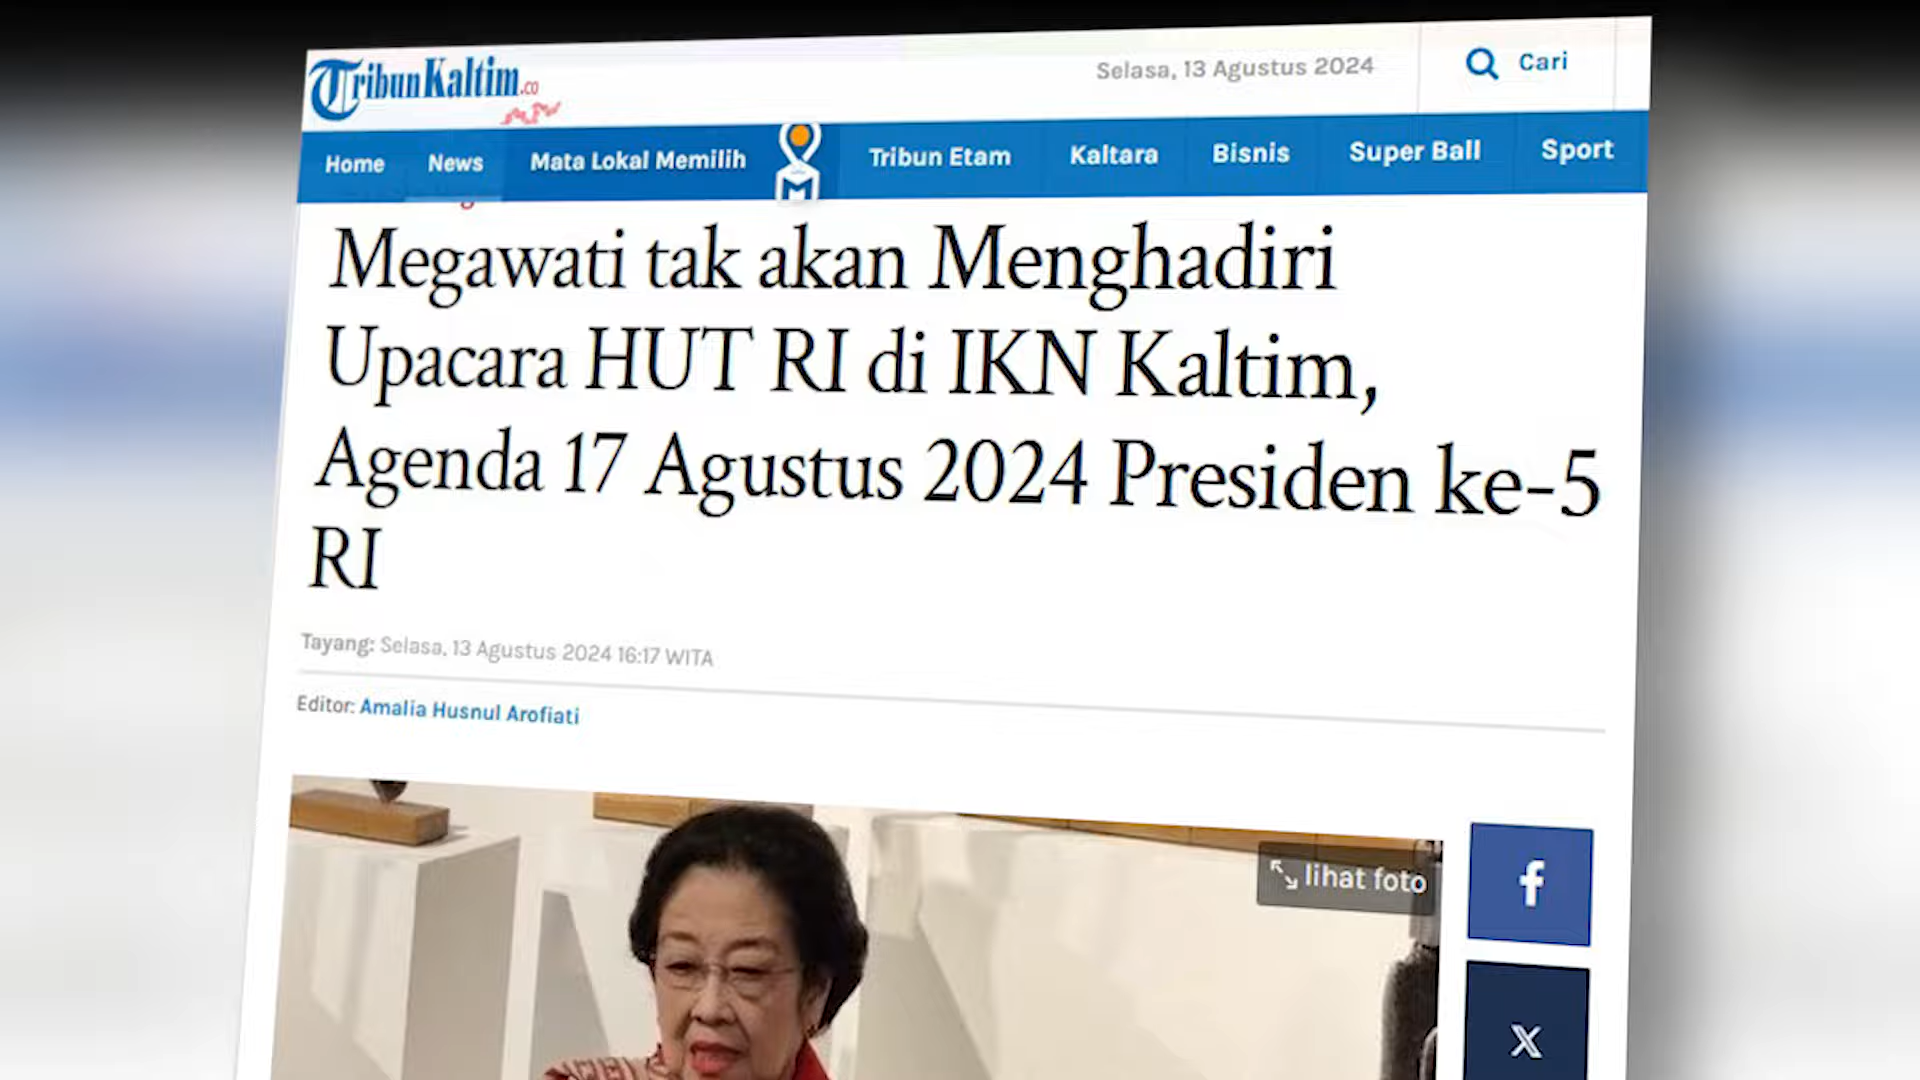 TribunKaltim.co
Selasa, 13 Agustus 2024
Cari
Home News Mata Lokal Memilih M Tribun Etam Kaltara Bisnis Super Ball Sport
Megawati tak akan Menghadiri
Upacara HUT RI di IKN Kaltim,
Agenda 17 Agustus 2024 Presiden ke-5
RI
Tayang: Selasa, 13 Agustus 2024 16:17 WITA
Editor: Amalia Husnul Arofiati
lihat foto
f
X